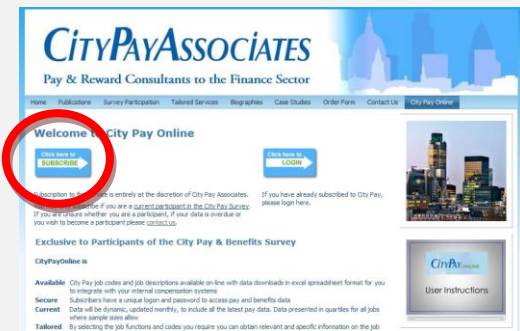 CITYPAYASSOCIATES
Pay & Reward Consultants to the Finance Sector
Home Publications Survey Participation Tailored Services Biographies Case Studies Order Form Contact Us City Pay Online
Welcome to City Pay Online
Click here to
SUBSCRIBE
Click here to
LOGIN
Subscription to the service is entirely at the discretion of City Pay Associates.
subscribe if you are a current participant in the City Pay Survey.
If you are unsure whether you are a participant, if your data is overdue or
you wish to become a participant please contact us.
If you have already subscribed to City Pay,
please login here.
Exclusive to Participants of the City Pay & Benefits Survey
CityPayOnline is
Available City Pay job codes and job descriptions available on-line with data downloads in excel spreadsheet format for you
to integrate with your internal compensation systems
Secure Subscribers have a unique logon and password to access pay and benefits data
Current Data will be dynamic, updated monthly, to include all the latest pay data. Data presented in quartiles for all jobs
where sample sizes allow
Tailored By selecting the job functions and codes you require you can obtain relevant and specific information on the job
CITYPAY ONLINE
User Instructions